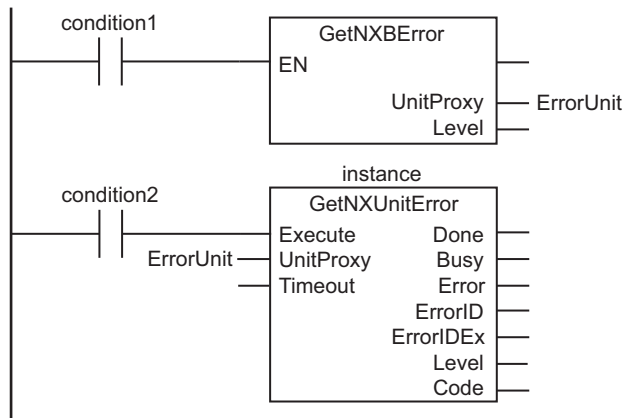 condition1
GetNXBError
EN
UnitProxy ErrorUnit
Level
instance
condition2
GetNXUnitError
Execute Done
ErrorUnit UnitProxy Busy
Timeout Error
ErrorID
ErrorIDEx
Level
Code